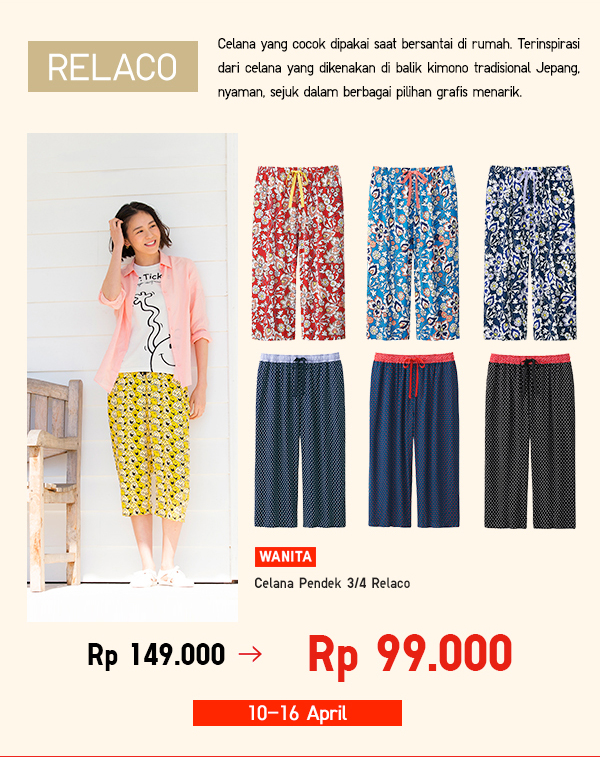 RELACO
Celana yang cocok dipakai saat bersantai di rumah. Terinspirasi
dari celana yang dikenakan di balik kimono tradisional Jepang,
nyaman, sejuk dalam berbagai pilihan grafis menarik.
Tick
WANITA
Celana Pendek 3/4 Relaco
Rp 149.000 → Rp 99.000
10–16 April